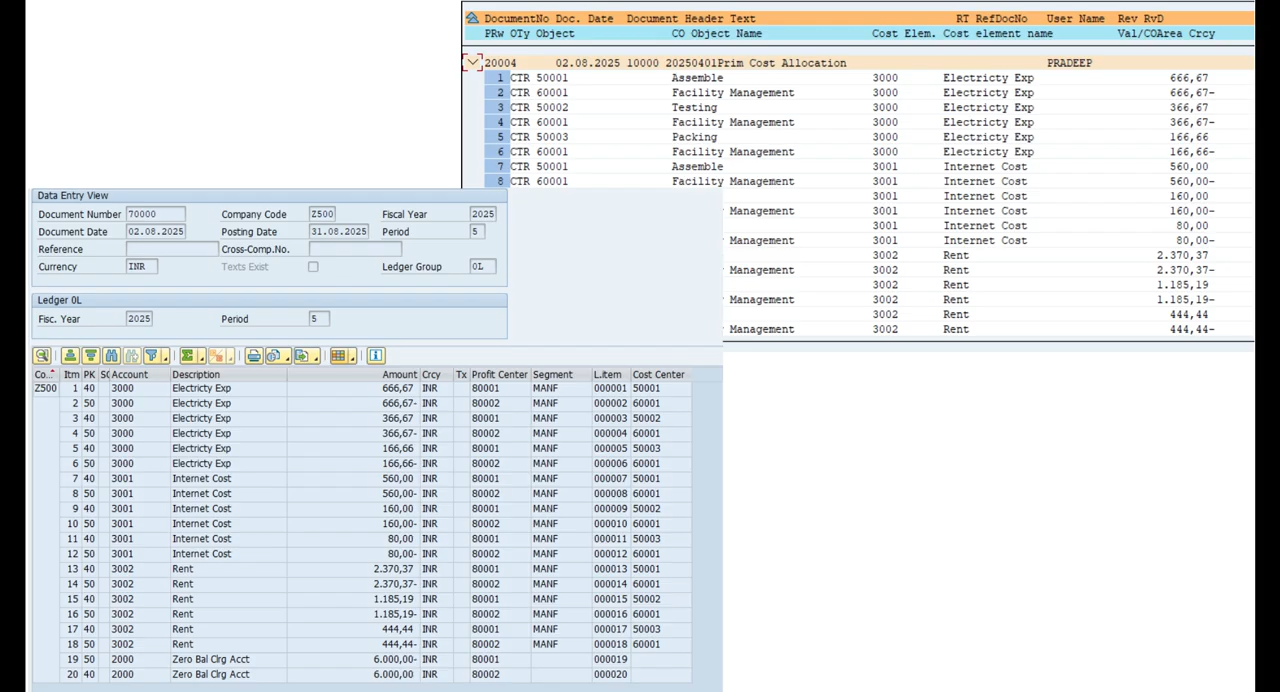 DocumentNo Doc. Date Document Header Text RT RefDocNo User Name Rev RvD
PRw OTy Object CO Object Name Cost Elem. Cost element name Val/COArea Crcy
20004 02.08.2025 10000 20250401Prim Cost Allocation PRADEEP
1 CTR 50001 Assemble 3000 Electricty Exp 666,67
2 CTR 60001 Facility Management 3000 Electricty Exp 666,67-
3 CTR 50002 Testing 3000 Electricty Exp 366,67
4 CTR 60001 Facility Management 3000 Electricty Exp 366,67-
5 CTR 50003 Packing 3000 Electricty Exp 166,66
6 CTR 60001 Facility Management 3000 Electricty Exp 166,66-
7 CTR 50001 Assemble 3001 Internet Cost 560,00
8 CTR 60001 Facility Management 3001 Internet Cost 560,00-
3001 Internet Cost 160,00
Management 3001 Internet Cost 160,00-
3001 Internet Cost 80,00
Management 3001 Internet Cost 80,00-
3002 Rent 2.370,37
Management 3002 Rent 2.370,37-
3002 Rent 1.185,19
Management 3002 Rent 1.185,19-
3002 Rent 444,44
Management 3002 Rent 444,44-
Data Entry View
Document Number 70000 Company Code Z500 Fiscal Year 2025
Document Date 02.08.2025 Posting Date 31.08.2025 Period 5
Reference Cross-Comp.No.
Currency INR Texts Exist Ledger Group 0L
Ledger 0L
Fisc. Year 2025 Period 5
Co... Itm PK SG Account Description Amount Crcy Tx Profit Center Segment L.item Cost Center
Z500 1 40 3000 Electricty Exp 666,67 INR 80001 MANF 000001 50001
2 50 3000 Electricty Exp 666,67- INR 80002 MANF 000002 60001
3 40 3000 Electricty Exp 366,67 INR 80001 MANF 000003 50002
4 50 3000 Electricty Exp 366,67- INR 80002 MANF 000004 60001
5 40 3000 Electricty Exp 166,66 INR 80001 MANF 000005 50003
6 50 3000 Electricty Exp 166,66- INR 80002 MANF 000006 60001
7 40 3001 Internet Cost 560,00 INR 80001 MANF 000007 50001
8 50 3001 Internet Cost 560,00- INR 80002 MANF 000008 60001
9 40 3001 Internet Cost 160,00 INR 80001 MANF 000009 50002
10 50 3001 Internet Cost 160,00- INR 80002 MANF 000010 60001
11 40 3001 Internet Cost 80,00 INR 80001 MANF 000011 50003
12 50 3001 Internet Cost 80,00- INR 80002 MANF 000012 60001
13 40 3002 Rent 2.370,37 INR 80001 MANF 000013 50001
14 50 3002 Rent 2.370,37- INR 80002 MANF 000014 60001
15 40 3002 Rent 1.185,19 INR 80001 MANF 000015 50002
16 50 3002 Rent 1.185,19- INR 80002 MANF 000016 60001
17 40 3002 Rent 444,44 INR 80001 MANF 000017 50003
18 50 3002 Rent 444,44- INR 80002 MANF 000018 60001
19 50 2000 Zero Bal Clrg Acct 6.000,00- INR 80001 000019
20 40 2000 Zero Bal Clrg Acct 6.000,00 INR 80002 000020